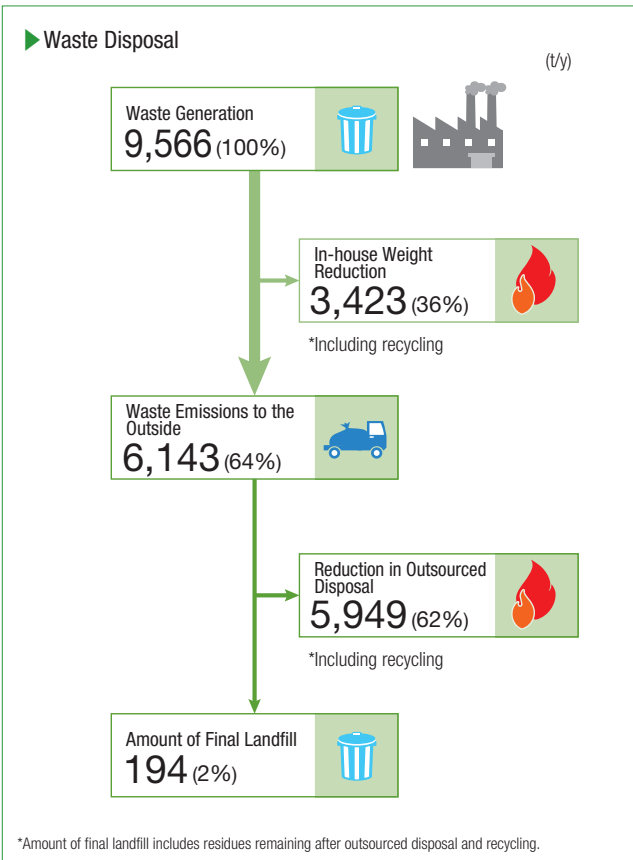 Waste Disposal
(t/y)
Waste Generation
9,566 (100%)
In-house Weight
Reduction
3,423 (36%)
*Including recycling
Waste Emissions to the
Outside
6,143 (64%)
Reduction in Outsourced
Disposal
5,949 (62%)
*Including recycling
Amount of Final Landfill
194 (2%)
*Amount of final landfill includes residues remaining after outsourced disposal and recycling.